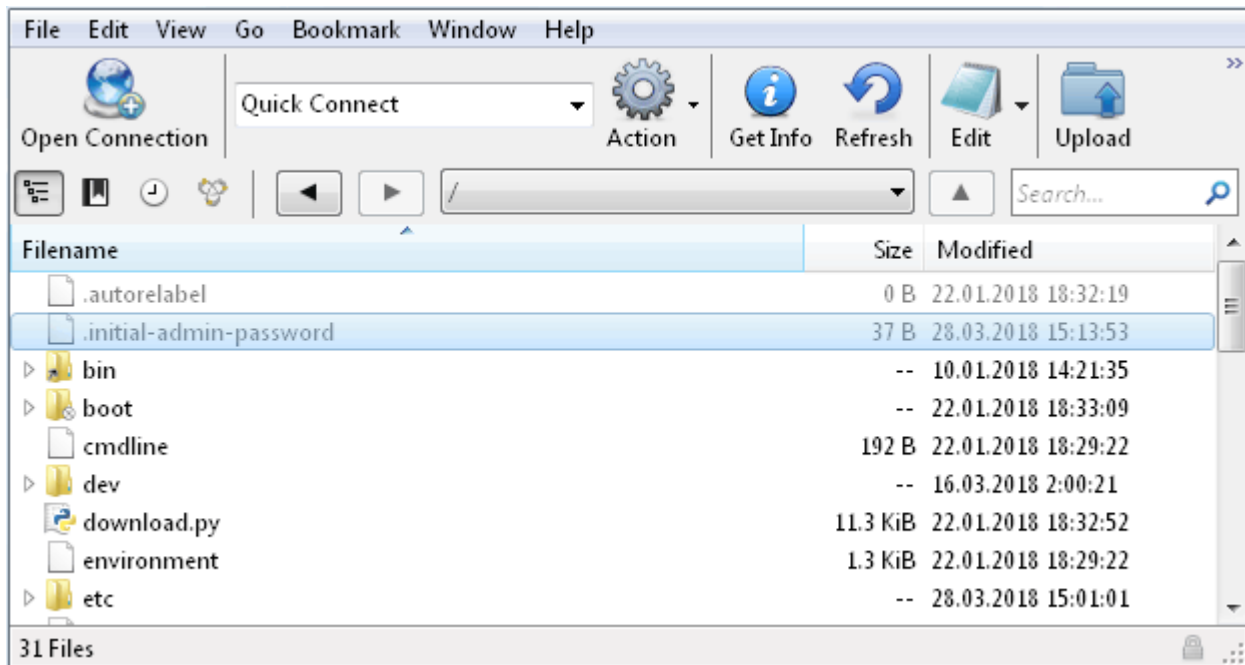 File Edit View Go Bookmark Window Help
Open Connection Quick Connect Action Get Info Refresh Edit Upload »
/ Search...
Filename Size Modified
.autorelabel 0 B 22.01.2018 18:32:19
.initial-admin-password 37 B 28.03.2018 15:13:53
bin -- 10.01.2018 14:21:35
boot -- 22.01.2018 18:33:09
cmdline 192 B 22.01.2018 18:29:22
dev -- 16.03.2018 2:00:21
download.py 11.3 KiB 22.01.2018 18:32:52
environment 1.3 KiB 22.01.2018 18:29:22
etc -- 28.03.2018 15:01:01
31 Files